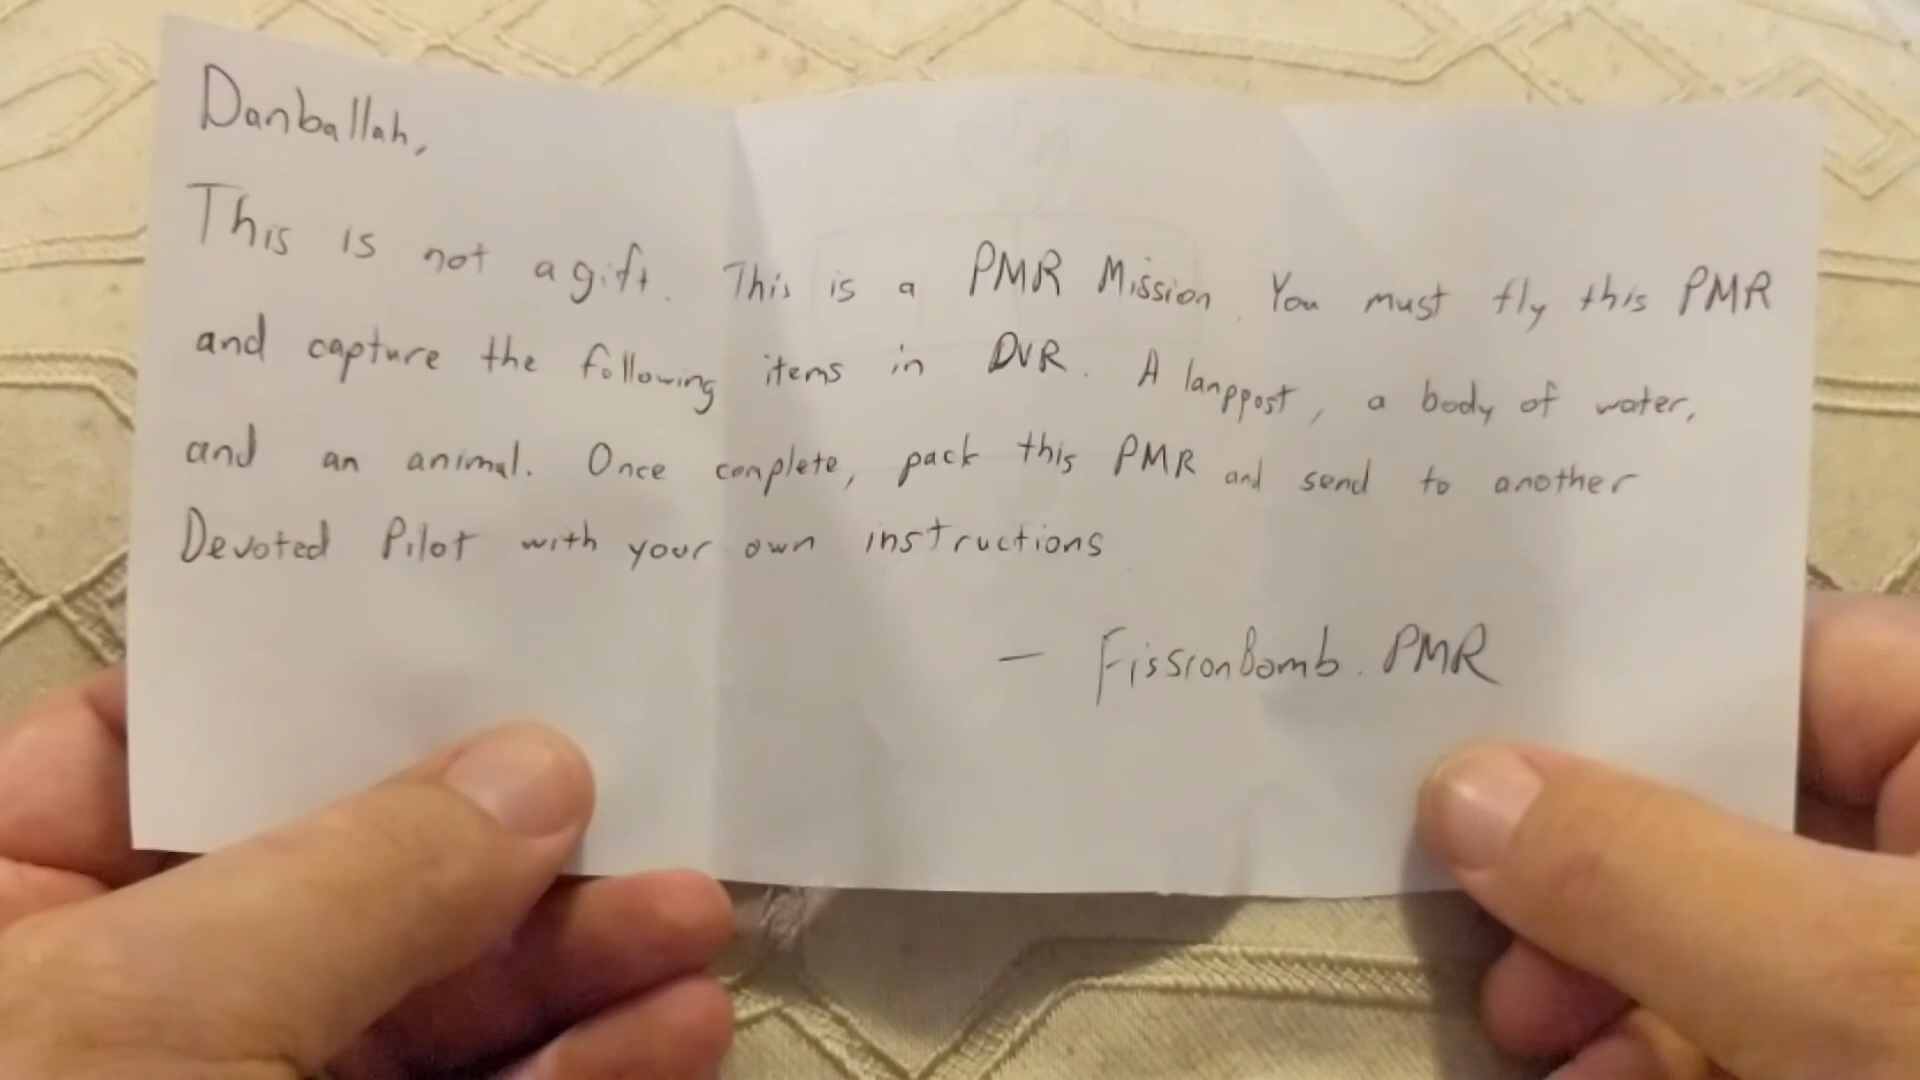 Danballah,
This is not a gift. This is a PMR Mission. You must fly this PMR
and capture the following items in DVR. A lanppost, a body of water,
and an animal. Once conplete, pack this PMR and send to another
Devoted Pilot with your own instructions
— FissionBomb.PMR